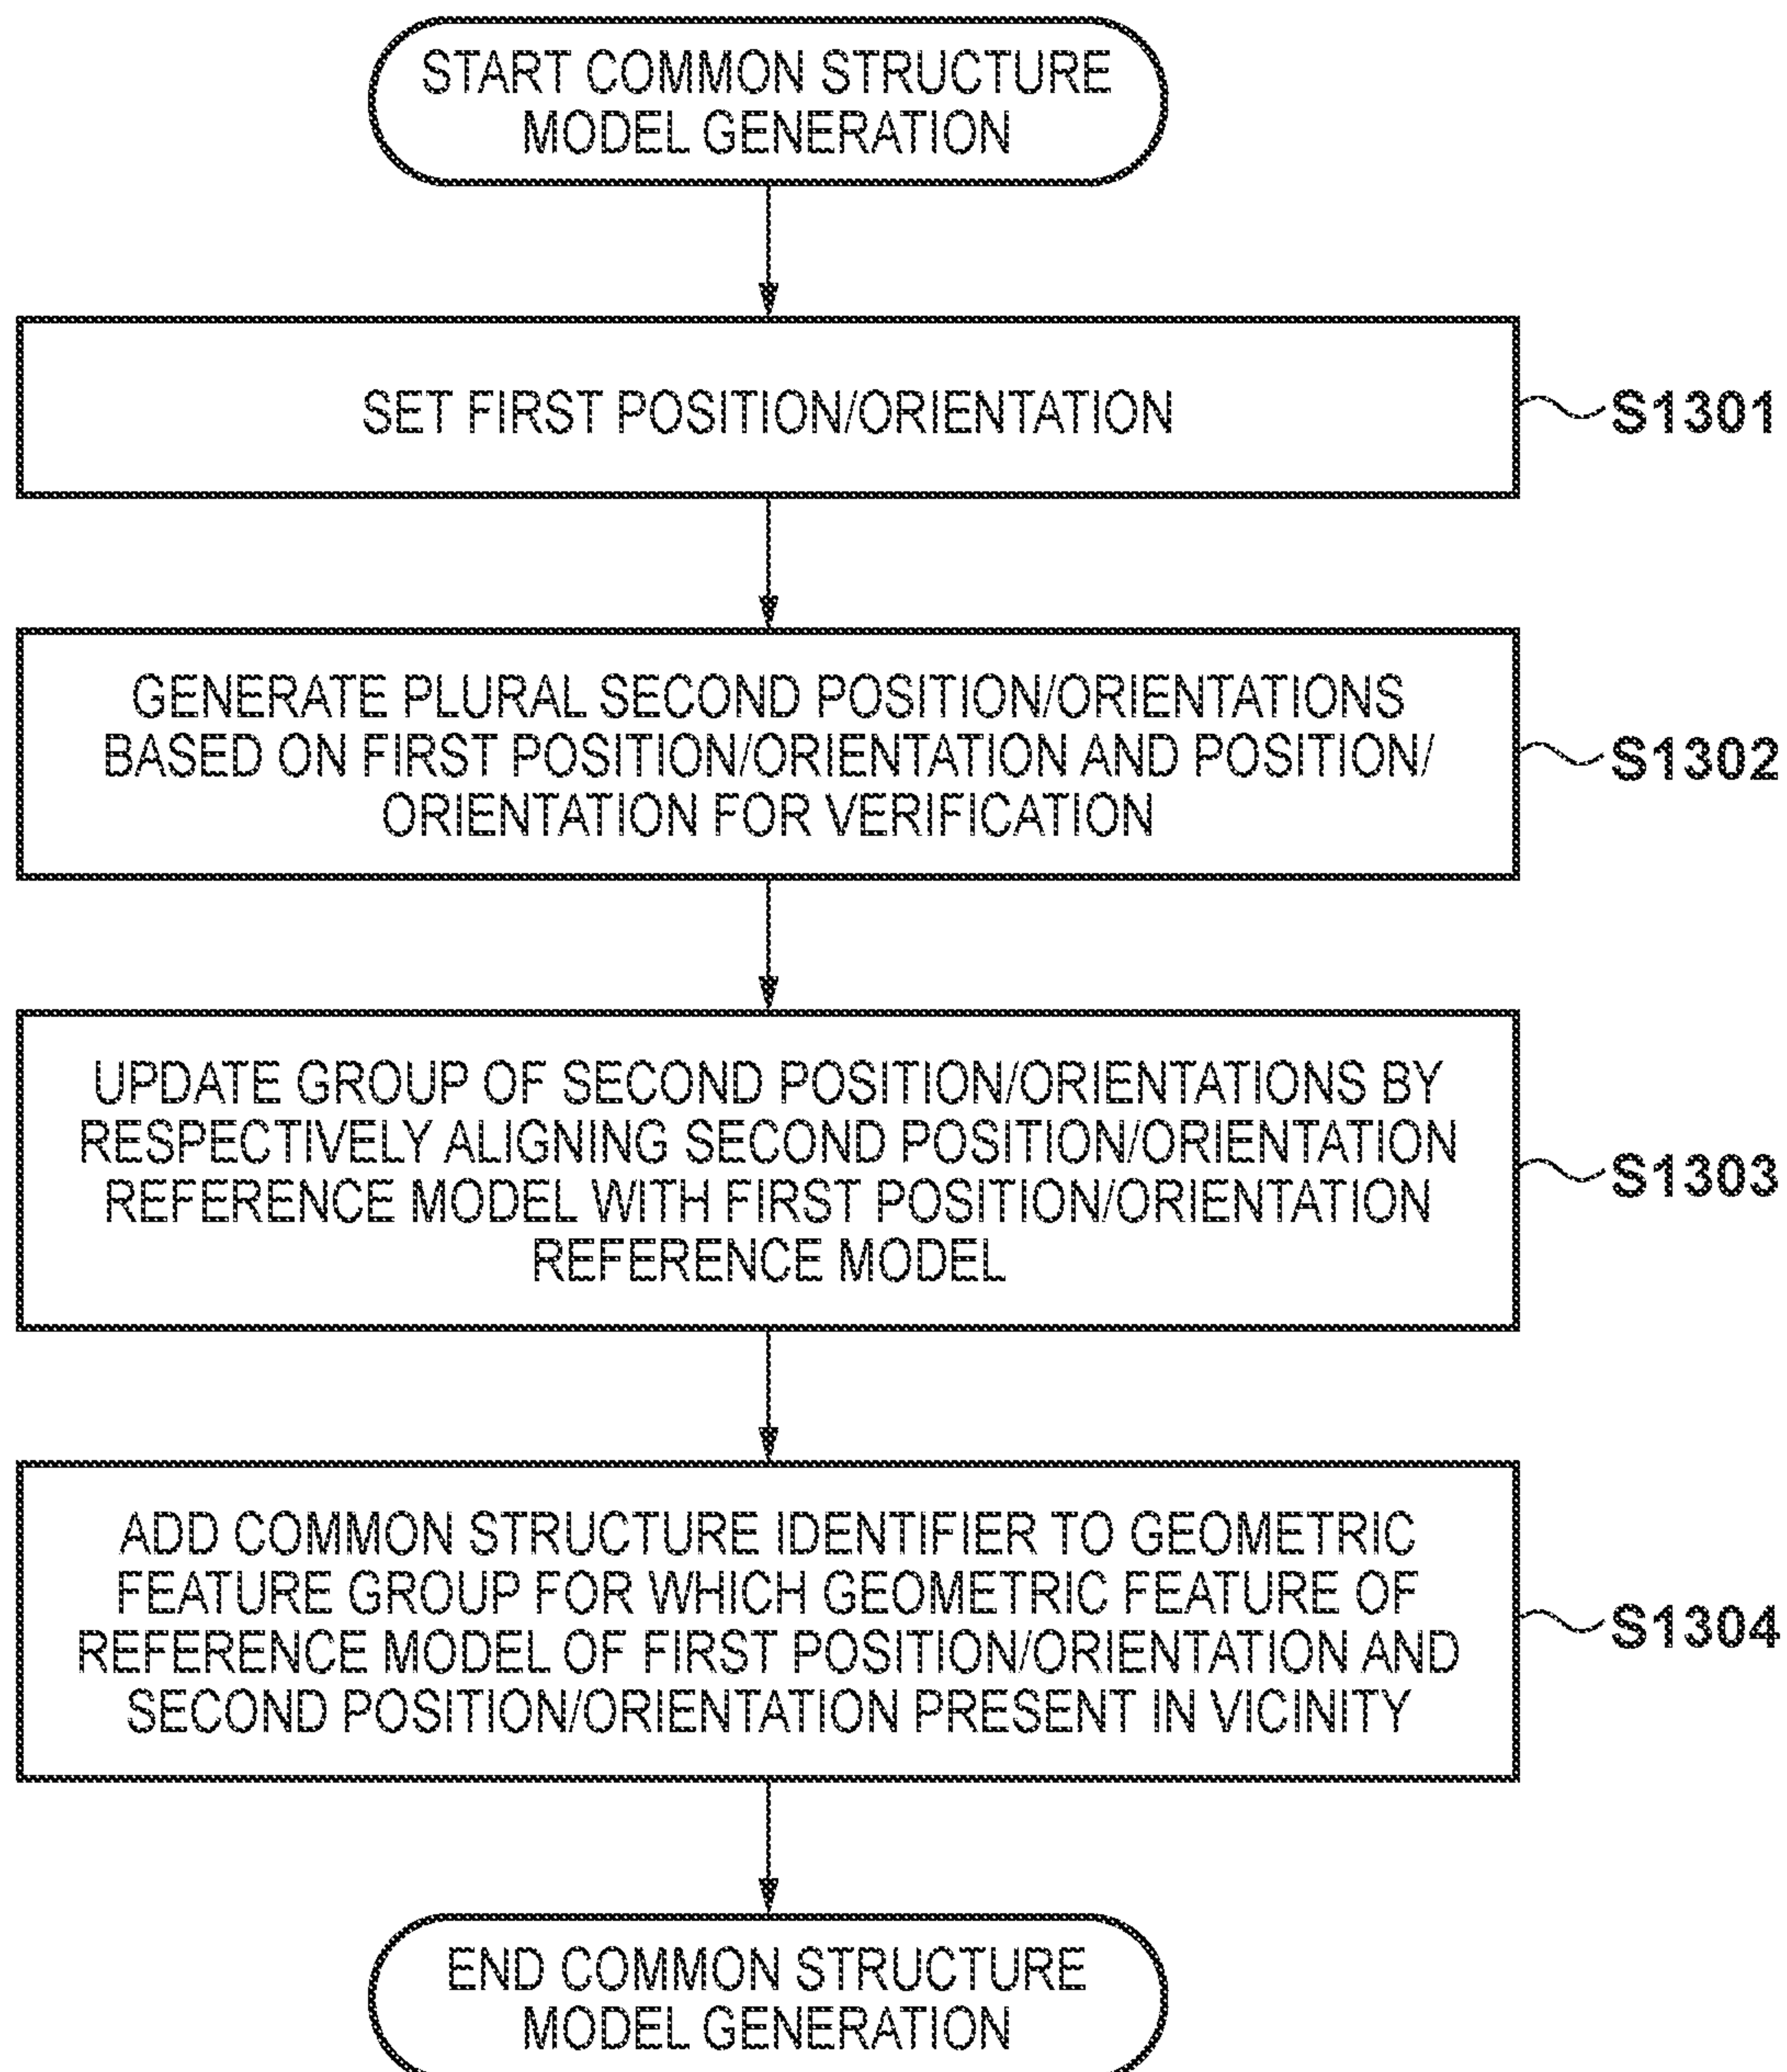 START COMMON STRUCTURE
MODEL GENERATION
SET FIRST POSITION/ORIENTATION
S1301
GENERATE PLURAL SECOND POSITION/ORIENTATIONS
BASED ON FIRST POSITION/ORIENTATION AND POSITION/
ORIENTATION FOR VERIFICATION
S1302
UPDATE GROUP OF SECOND POSITION/ORIENTATIONS BY
RESPECTIVELY ALIGNING SECOND POSITION/ORIENTATION
REFERENCE MODEL WITH FIRST POSITION/ORIENTATION
REFERENCE MODEL
S1303
ADD COMMON STRUCTURE IDENTIFIER TO GEOMETRIC
FEATURE GROUP FOR WHICH GEOMETRIC FEATURE OF
REFERENCE MODEL OF FIRST POSITION/ORIENTATION AND
SECOND POSITION/ORIENTATION PRESENT IN VICINITY
S1304
END COMMON STRUCTURE
MODEL GENERATION